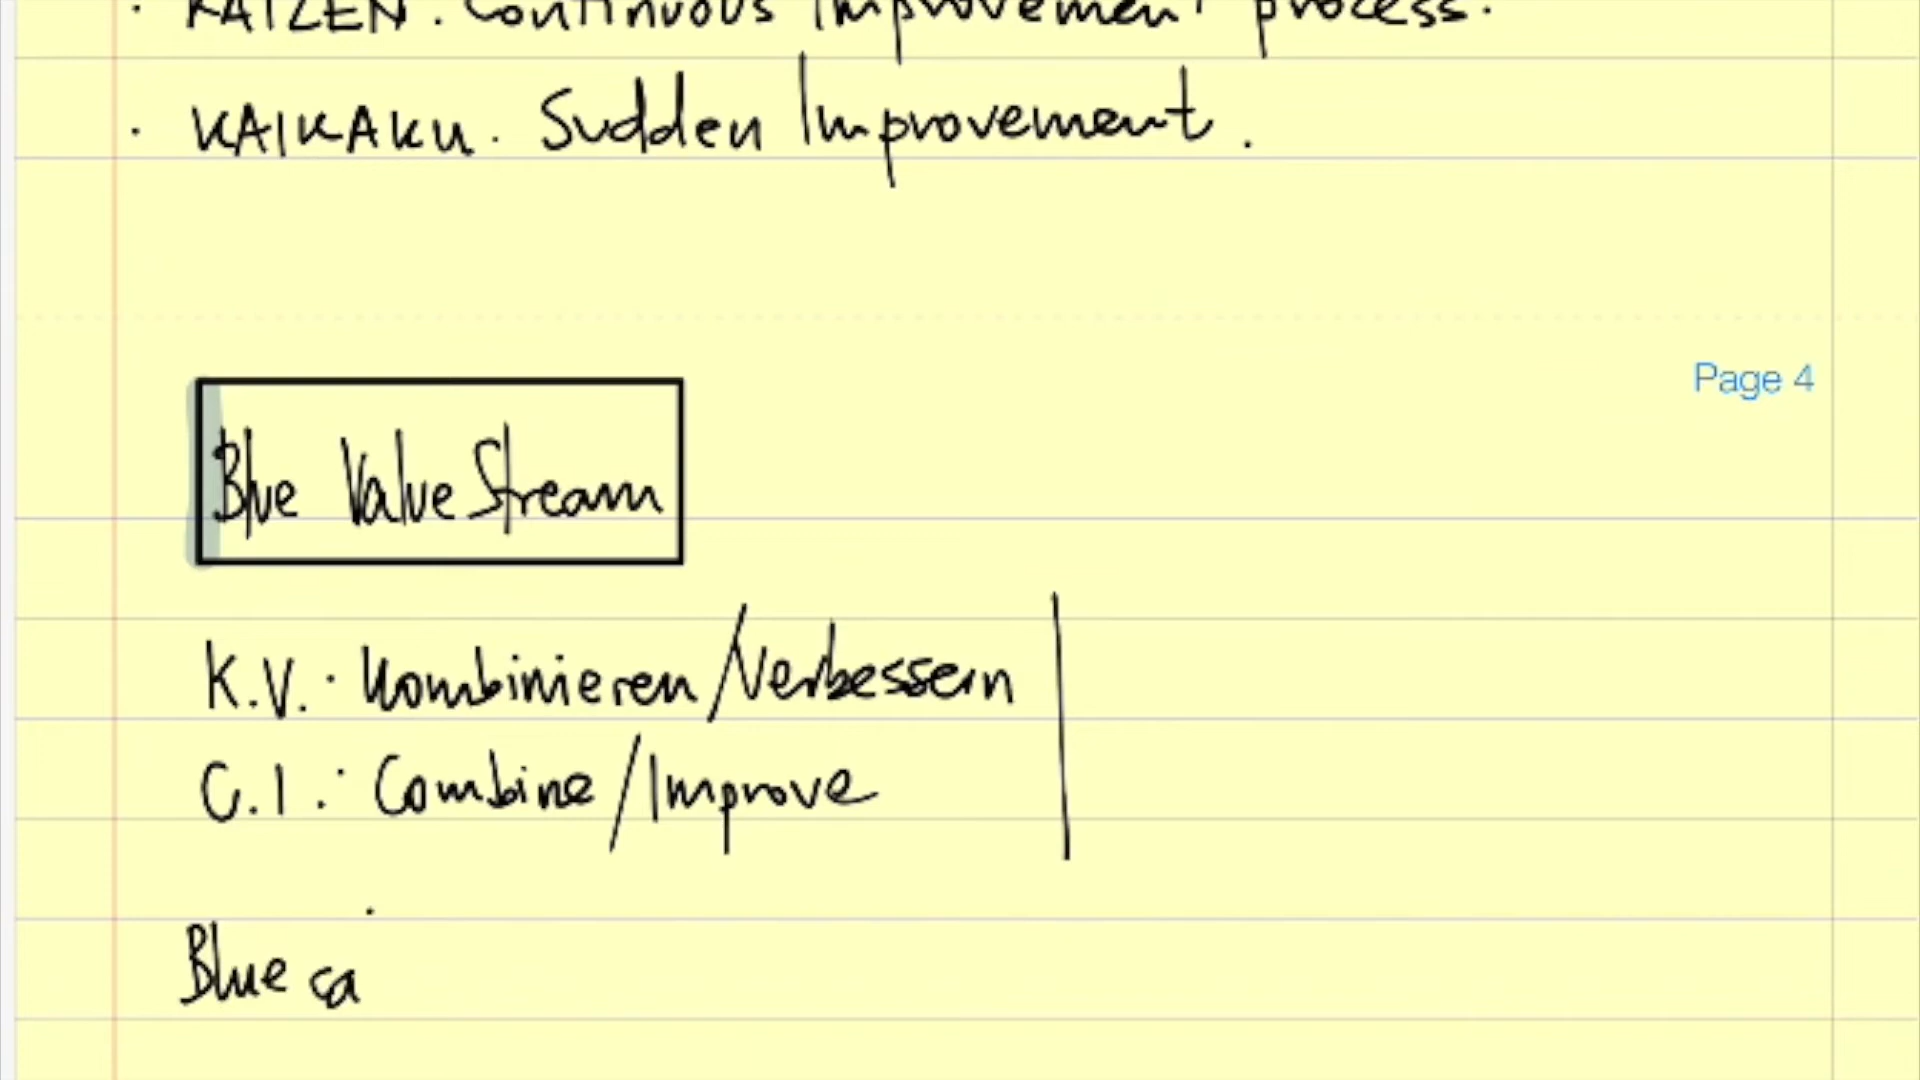 · KAIZEN. Continuous Improvement process.
· KAIKAKU. Sudden Improvement.
Page 4
Blue Value Stream
K.V.: Kombinieren/Verbessern
C.I.: Combine/Improve
Blue ca